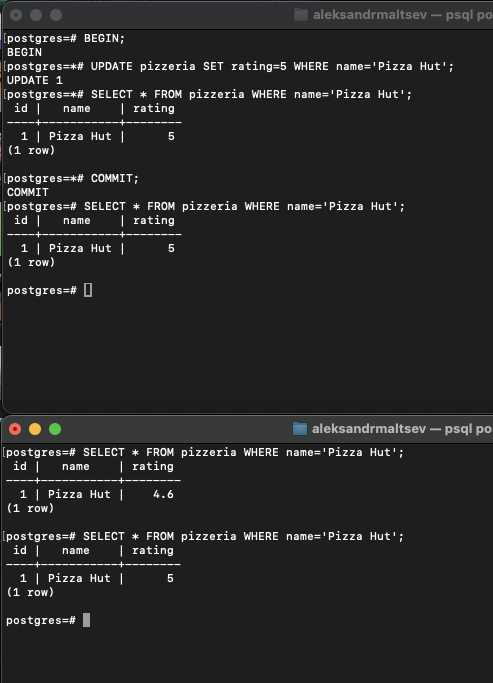 aleksandrmaltsev — psql
postgres=# BEGIN;
BEGIN
postgres=*# UPDATE pizzeria SET rating=5 WHERE name='Pizza Hut';
UPDATE 1
postgres=*# SELECT * FROM pizzeria WHERE name='Pizza Hut';
 id |   name    | rating
----+-----------+--------
  1 | Pizza Hut |      5
(1 row)
postgres=*# COMMIT;
COMMIT
postgres=# SELECT * FROM pizzeria WHERE name='Pizza Hut';
 id |   name    | rating
----+-----------+--------
  1 | Pizza Hut |      5
(1 row)
postgres=#
aleksandrmaltsev — psql pos
postgres=# SELECT * FROM pizzeria WHERE name='Pizza Hut';
 id |   name    | rating
----+-----------+--------
  1 | Pizza Hut |    4.6
(1 row)
postgres=# SELECT * FROM pizzeria WHERE name='Pizza Hut';
 id |   name    | rating
----+-----------+--------
  1 | Pizza Hut |      5
(1 row)
postgres=#